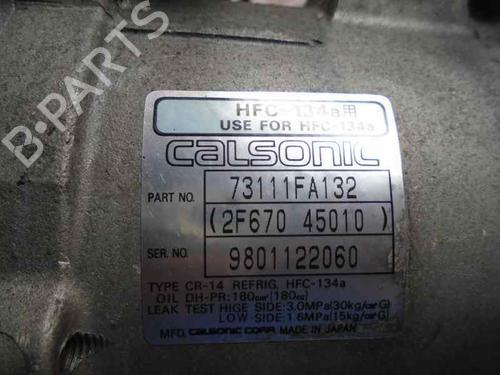 B-PARTS
HFC-134a用
USE FOR HFC-134a
CALSONIC
PART NO. 73111FA132
(2F670 45010)
SER.NO. 9801122060
TYPE CR-14 REFRIG. HFC-134a
OIL DH-PR:180cm³(180cc)
LEAK TEST HIGE SIDE:3.0MPa(30kg/cm²G)
LOW SIDE:1.6MPa(15kg/cm²G)
MFD. CALSONIC CORP. MADE IN JAPAN